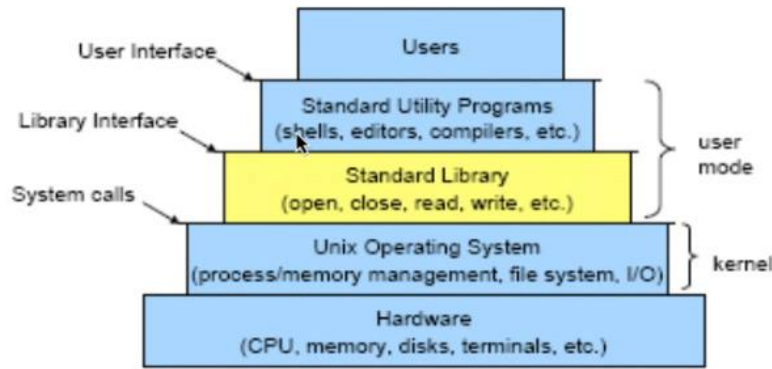 Users
User Interface
Standard Utility Programs
(shells, editors, compilers, etc.)
Library Interface
user
mode
Standard Library
(open, close, read, write, etc.)
System calls
Unix Operating System
(process/memory management, file system, I/O)
kernel
Hardware
(CPU, memory, disks, terminals, etc.)